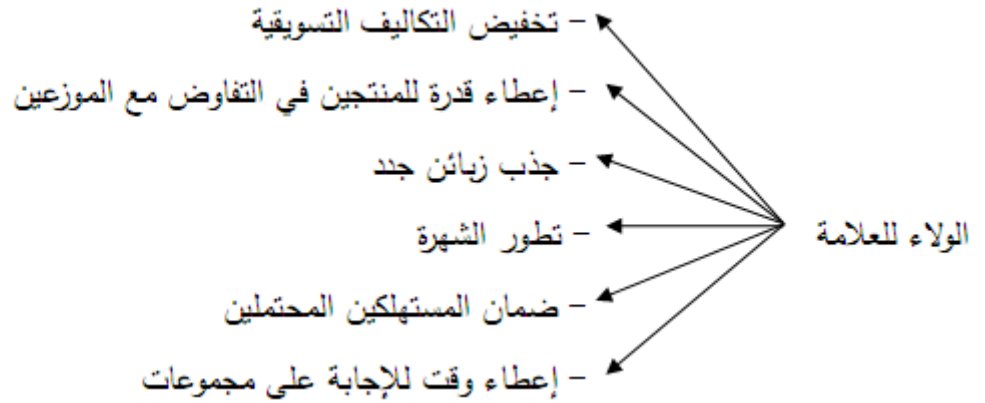 – تخفيض التكاليف التسويقية
– إعطاء قدرة للمنتجين في التفاوض مع الموزعين
– جذب زبائن جدد
الولاء للعلامة
– تطور الشهرة
– ضمان المستهلكين المحتملين
– إعطاء وقت للإجابة على مجموعات